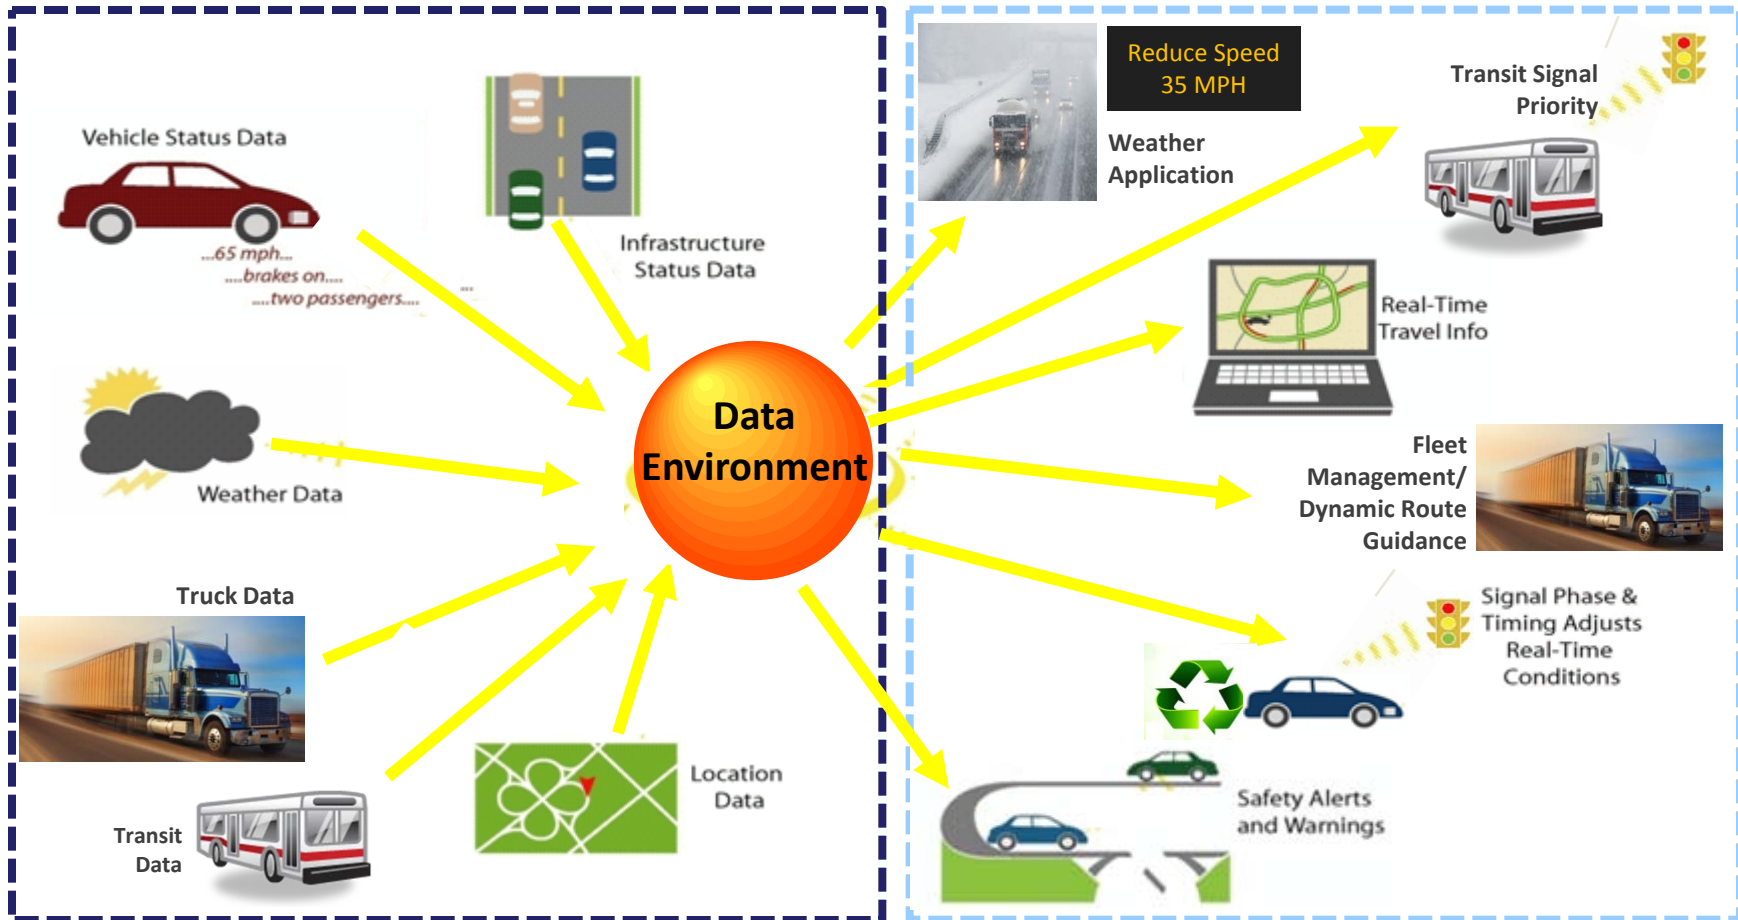 Vehicle Status Data
...65 mph...
....brakes on....
....two passengers....
...
Infrastructure
Status Data
Weather Data
Truck Data
Transit
Data
Location
Data
Data
Environment
Reduce Speed
35 MPH
Weather
Application
Transit Signal
Priority
Real-Time
Travel Info
Fleet
Management/
Dynamic Route
Guidance
Signal Phase &
Timing Adjusts
Real-Time
Conditions
Safety Alerts
and Warnings